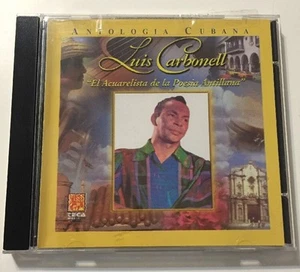 ANTOLOGIA CUBANA
Luis Carbonell
"El Acuarelista de la Poesía Antillana"